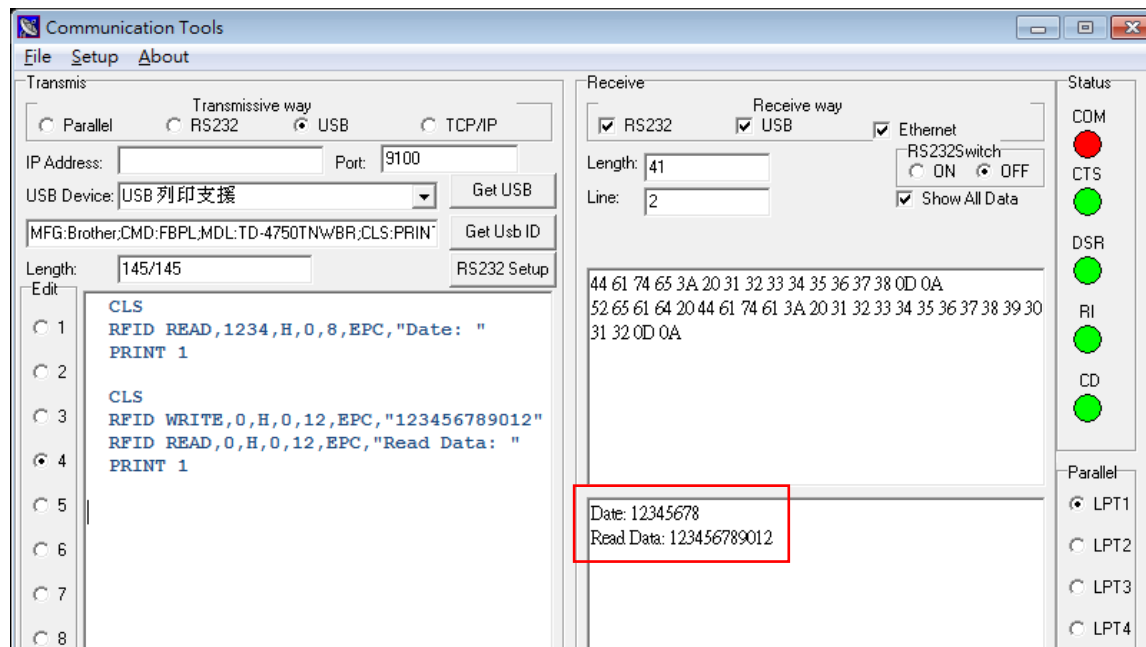 Communication Tools
File Setup About
Transmis
Transmissive way
Parallel RS232 USB TCP/IP
IP Address: Port: 9100
USB Device: USB 列印支援 Get USB
MFG:Brother;CMD:FBPL;MDL:TD-4750TNWBR;CLS:PRINT Get Usb ID
Length: 145/145 RS232 Setup
Edit
1
2
3
4
5
6
7
8
CLS
RFID READ,1234,H,0,8,EPC,"Date: "
PRINT 1
CLS
RFID WRITE,0,H,0,12,EPC,"123456789012"
RFID READ,0,H,0,12,EPC,"Read Data: "
PRINT 1
Receive
Receive way
RS232 USB Ethernet
Length: 41
Line: 2
RS232Switch
ON OFF
Show All Data
44 61 74 65 3A 20 31 32 33 34 35 36 37 38 0D 0A
52 65 61 64 20 44 61 74 61 3A 20 31 32 33 34 35 36 37 38 39 30
31 32 0D 0A
Date: 12345678
Read Data: 123456789012
Status
COM
CTS
DSR
RI
CD
Parallel
LPT1
LPT2
LPT3
LPT4